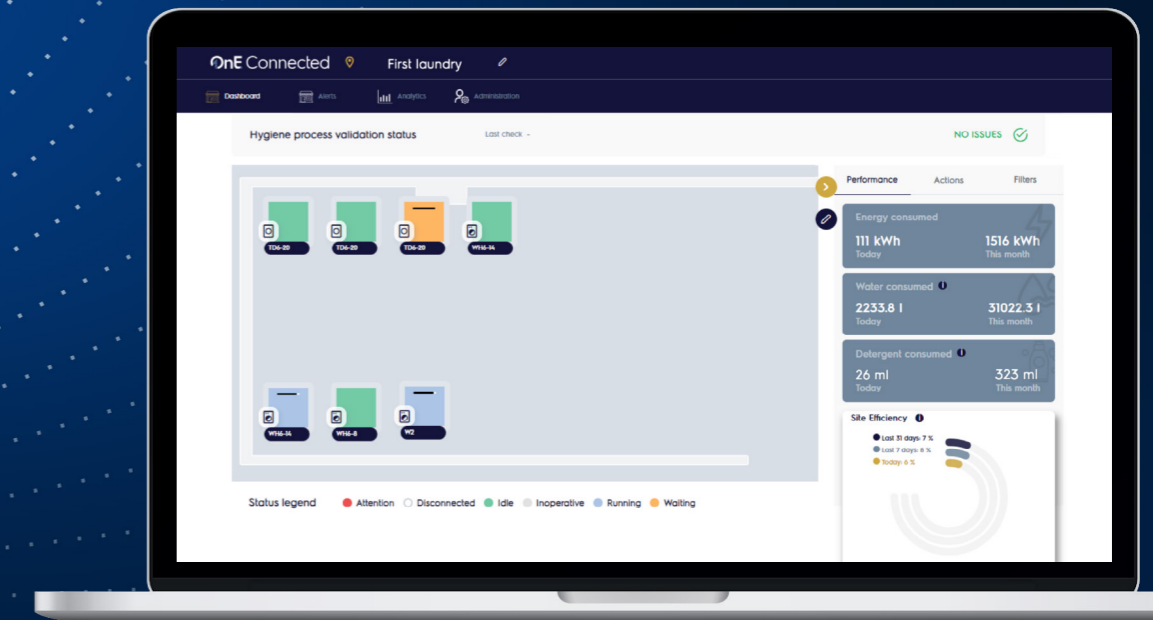 OnE Connected First laundry
Dashboard Alerts Analytics Administration
Hygiene process validation status Last check - NO ISSUES
TD6-20 TD6-20 TD6-20 WH6-14
WH6-14 WH6-8 W2
Status legend Attention Disconnected Idle Inoperative Running Waiting
Performance Actions Filters
Energy consumed
111 kWh 1516 kWh
Today This month
Water consumed
2233.8 l 31022.3 l
Today This month
Detergent consumed
26 ml 323 ml
Today This month
Site Efficiency
Last 31 days: 7 %
Last 7 days: 8 %
Today: 6 %